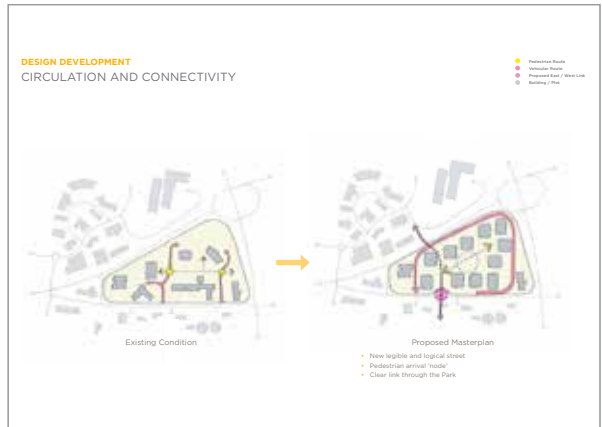 DESIGN DEVELOPMENT
CIRCULATION AND CONNECTIVITY
Pedestrian Route
Vehicular Route
Proposed East / West Link
Building / Plot
Existing Condition
Proposed Masterplan
• New legible and logical street
• Pedestrian arrival 'node'
• Clear link through the Park